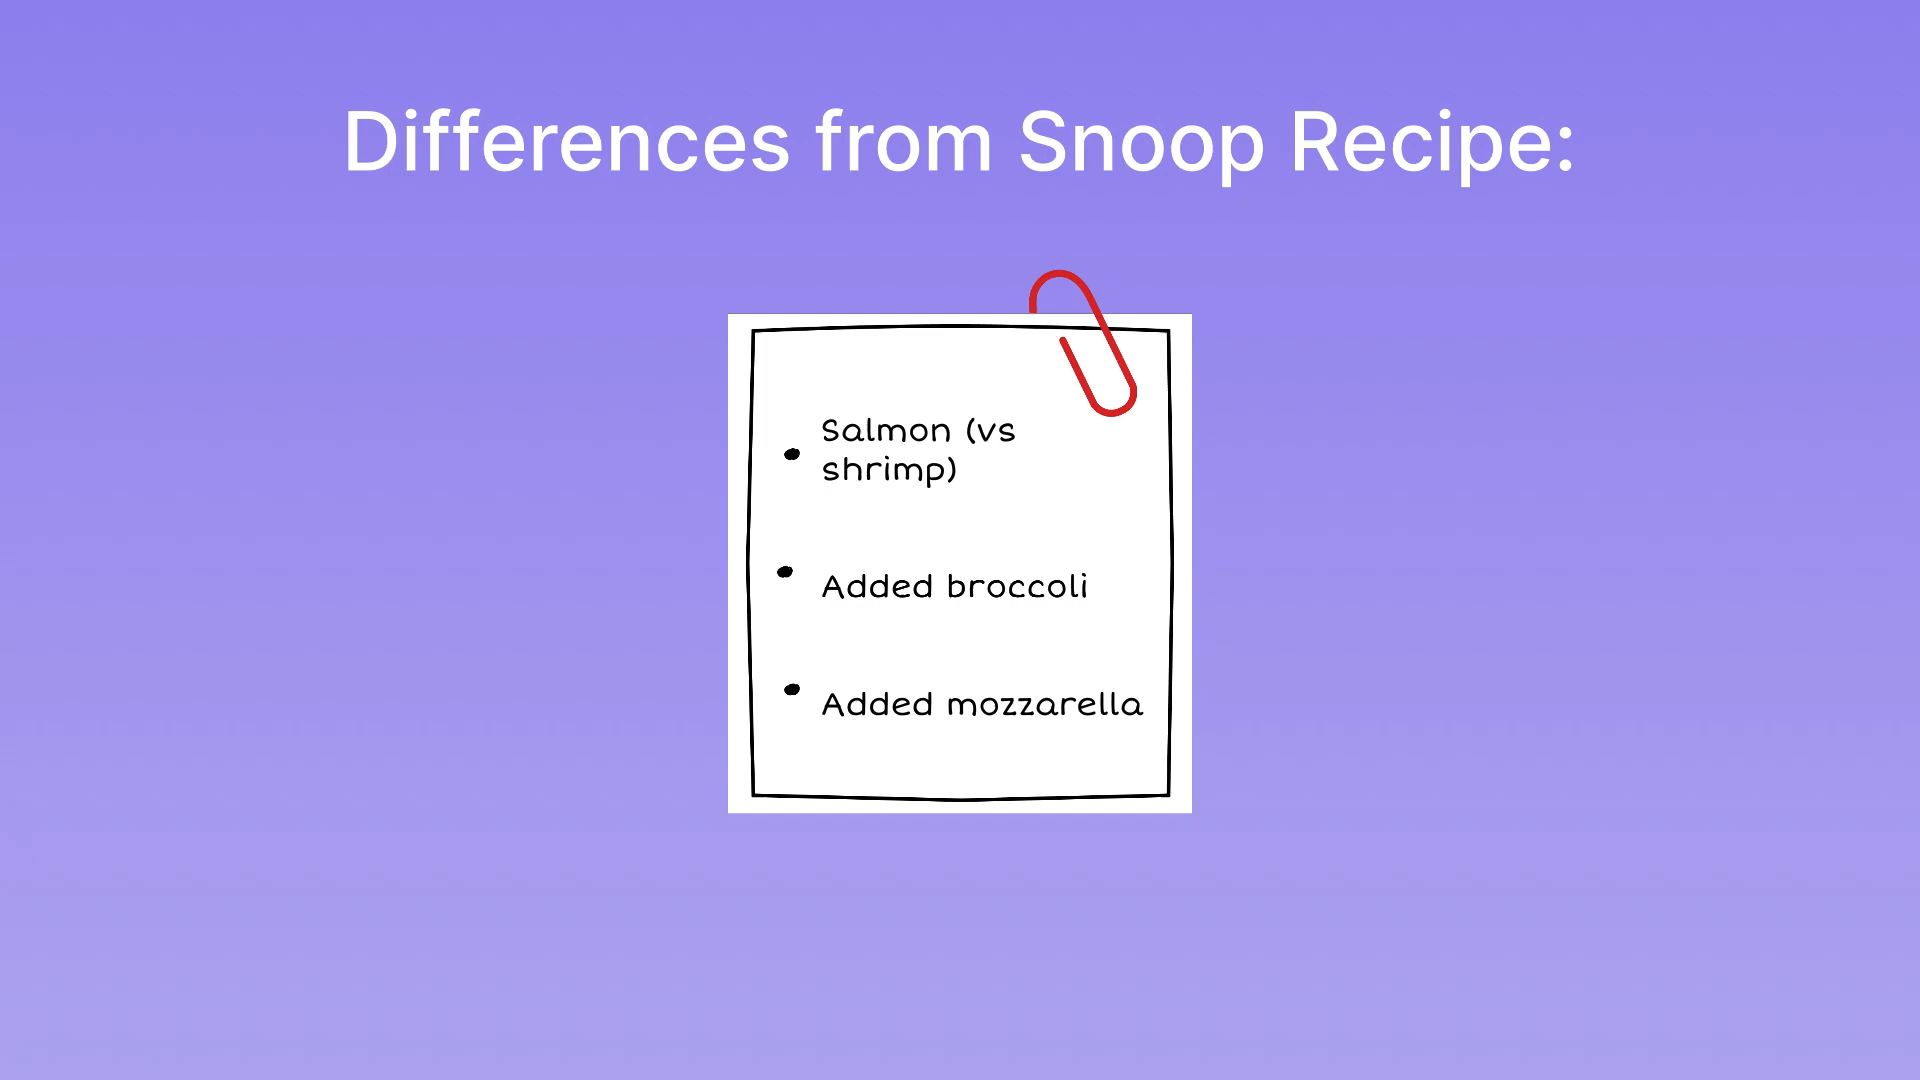 Differences from Snoop Recipe:
Salmon (vs
shrimp)
Added broccoli
Added mozzarella